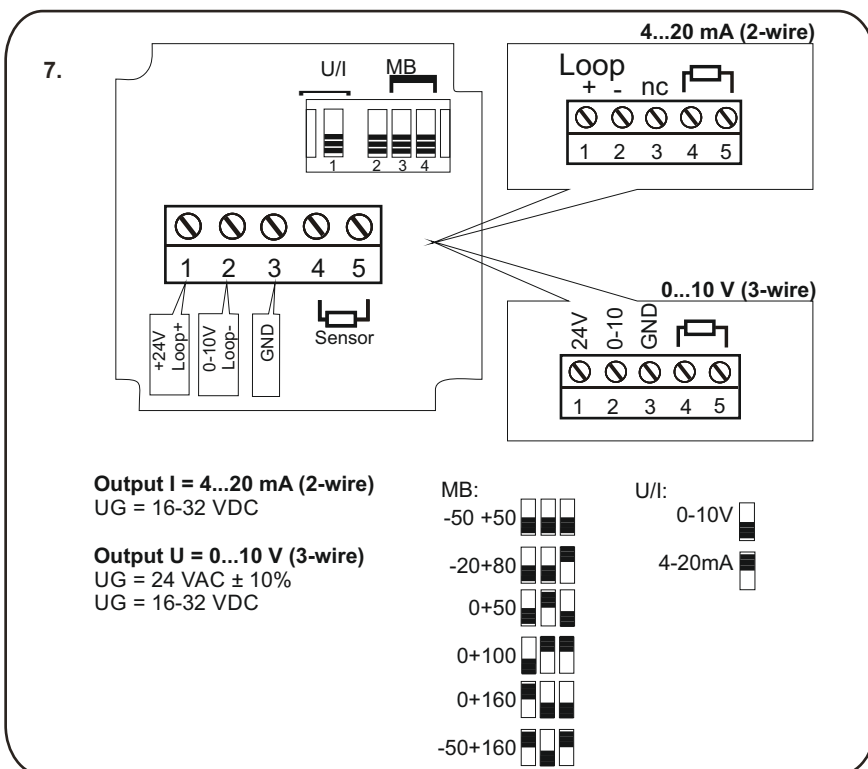 7.
U/I MB
1 2 3 4
1 2 3 4 5
+24V
Loop+
0-10V
Loop-
GND
Sensor
4...20 mA (2-wire)
Loop
+ - nc
1 2 3 4 5
0...10 V (3-wire)
24V
0-10
GND
1 2 3 4 5
Output I = 4...20 mA (2-wire)
UG = 16-32 VDC
Output U = 0...10 V (3-wire)
UG = 24 VAC ± 10%
UG = 16-32 VDC
MB:
-50 +50
-20+80
0+50
0+100
0+160
-50+160
U/I:
0-10V
4-20mA